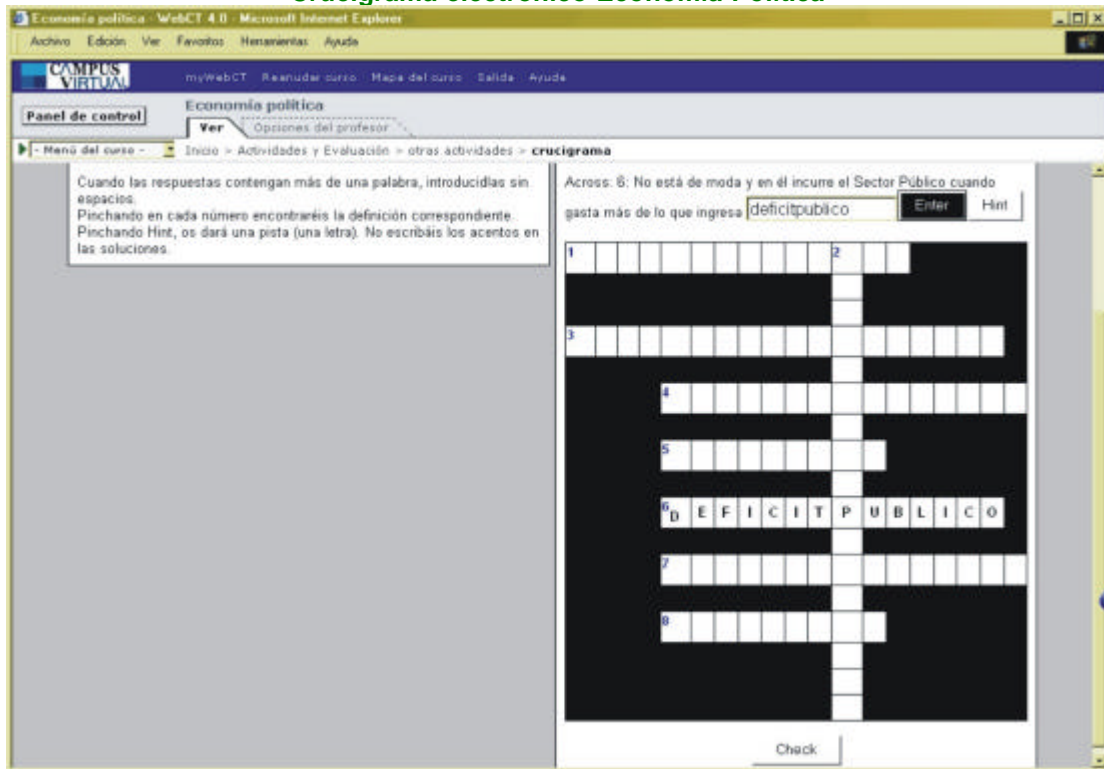 Crucigrama electrónico Economía Política
Economía política - WebCT 4.0 - Microsoft Internet Explorer
Archivo Edición Ver Favoritos Herramientas Ayuda
CAMPUS VIRTUAL
myWebCT Reanudar curso Mapa del curso Salida Ayuda
Panel de control
Economía política
Ver Opciones del profesor
- Menú del curso -
Inicio > Actividades y Evaluación > otras actividades > crucigrama
Cuando las respuestas contengan más de una palabra, introducidlas sin
espacios.
Pinchando en cada número encontraréis la definición correspondiente.
Pinchando Hint, os dará una pista (una letra). No escribáis los acentos en
las soluciones.
Across: 6: No está de moda y en él incurre el Sector Público cuando
gasta más de lo que ingresa deficitpublico Enter Hint
1 2
3
4
5
6 D E F I C I T P U B L I C O
7
8
Check